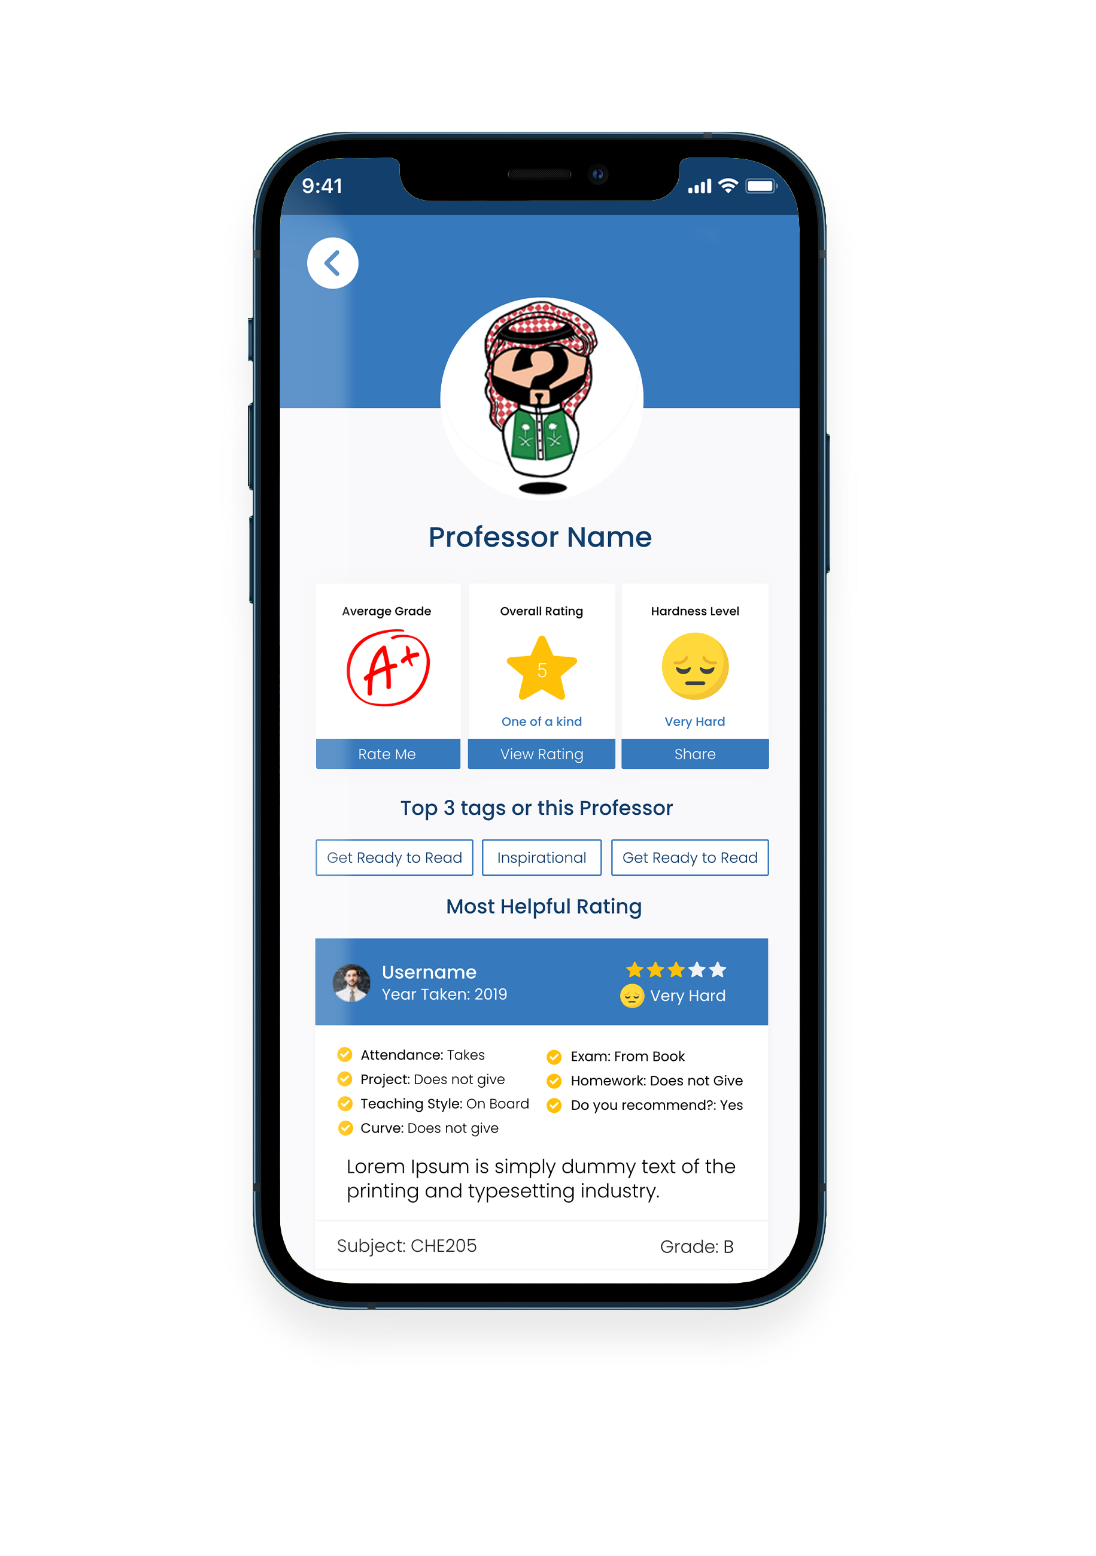 9:41
Professor Name
Average Grade
Overall Rating
Hardness Level
A+
5
One of a kind
Very Hard
Rate Me
View Rating
Share
Top 3 tags or this Professor
Get Ready to Read
Inspirational
Get Ready to Read
Most Helpful Rating
Username
Year Taken: 2019
Very Hard
Attendance: Takes
Project: Does not give
Teaching Style: On Board
Curve: Does not give
Exam: From Book
Homework: Does not Give
Do you recommend?: Yes
Lorem Ipsum is simply dummy text of the
printing and typesetting industry.
Subject: CHE205
Grade: B